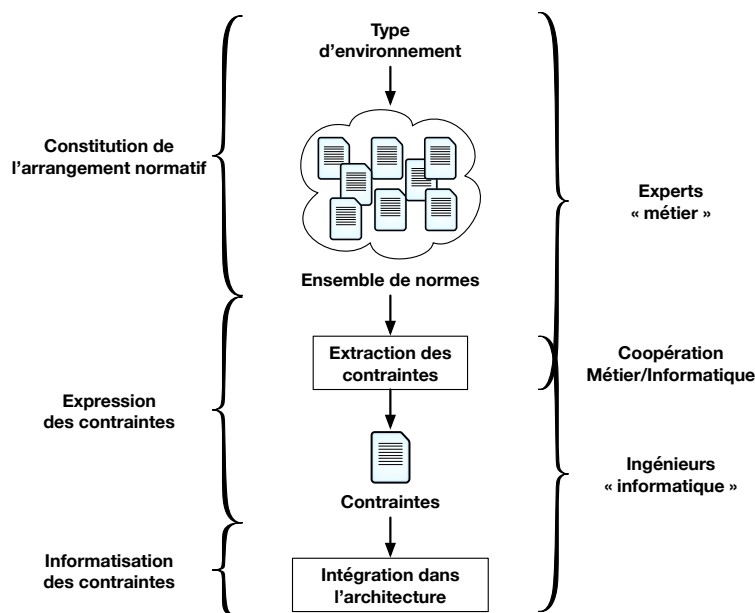 Type
d'environnement
Constitution de
l'arrangement normatif
Experts
« métier »
Ensemble de normes
Extraction des
contraintes
Coopération
Métier/Informatique
Expression
des contraintes
Ingénieurs
« informatique »
Contraintes
Informatisation
des contraintes
Intégration dans
l'architecture